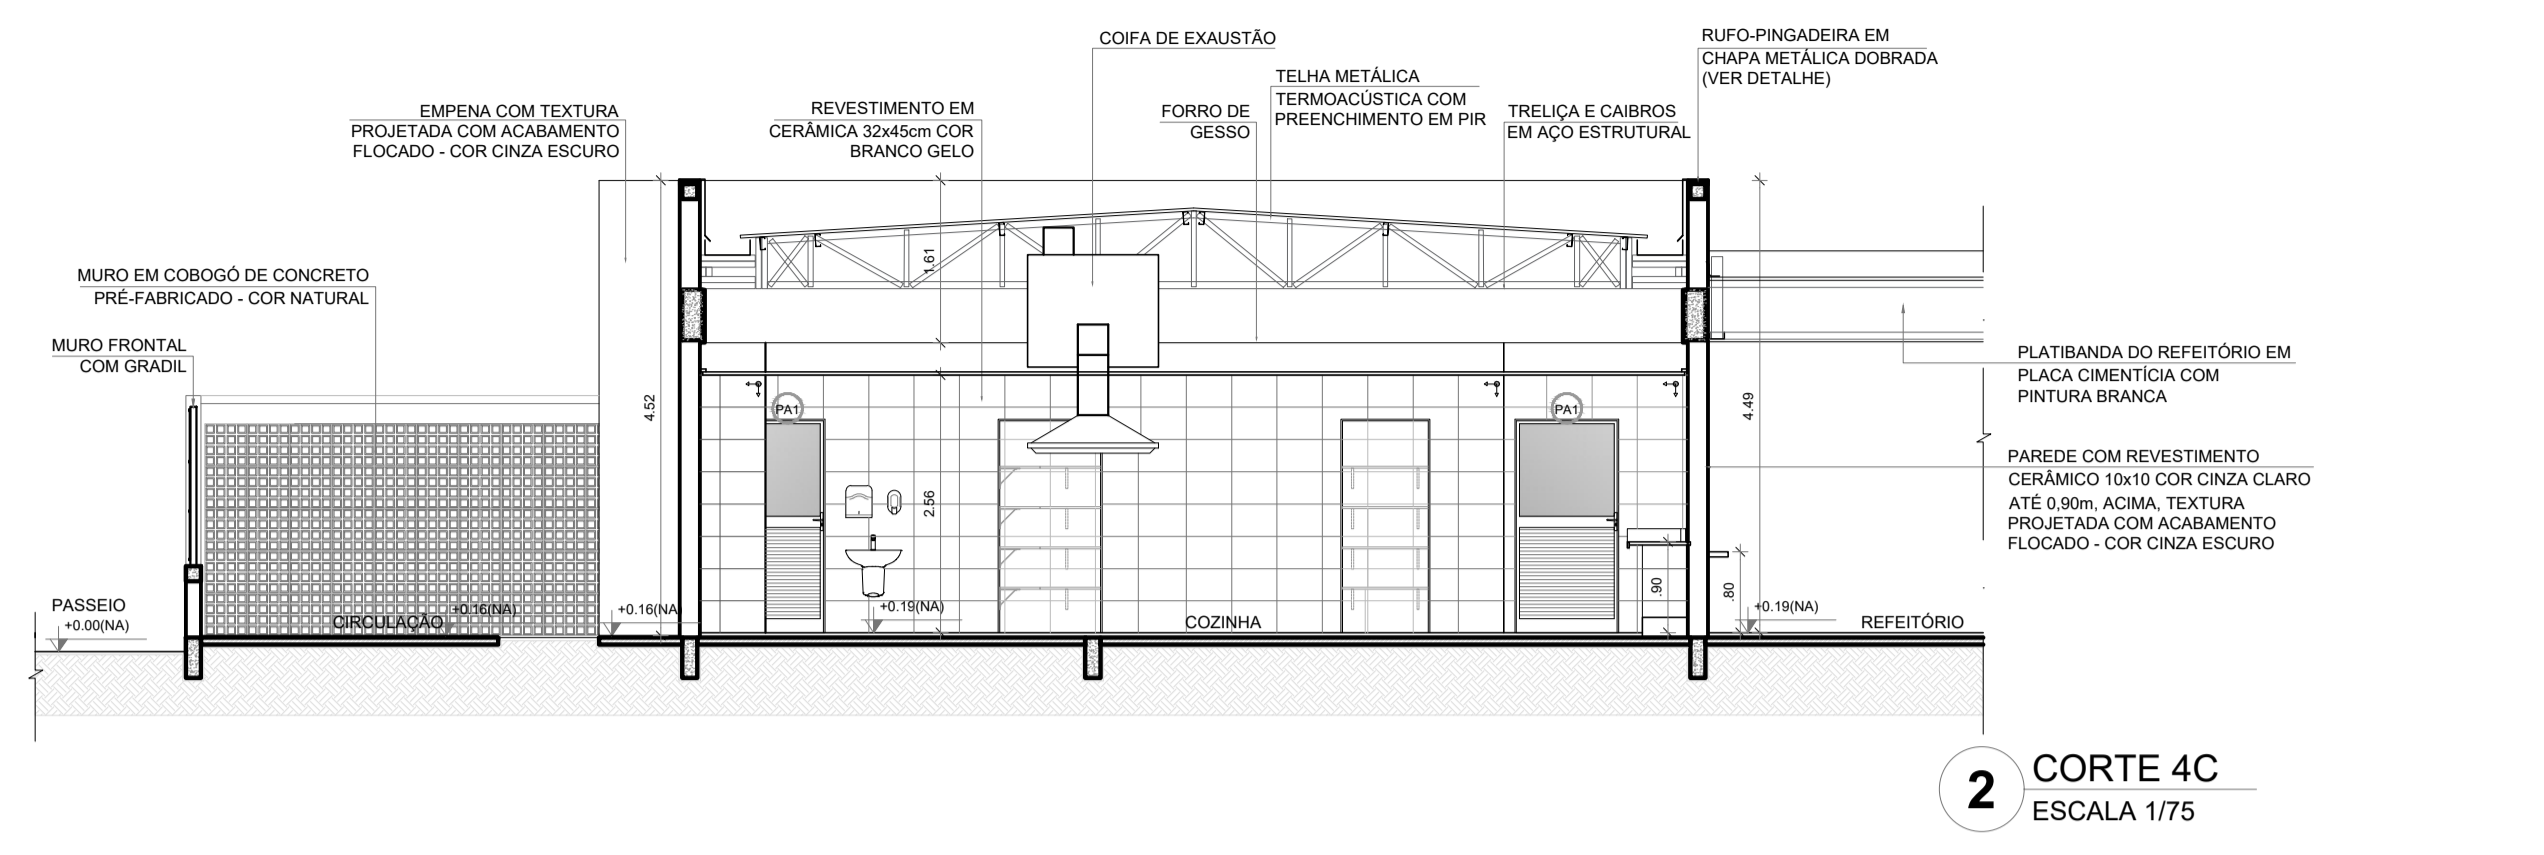 COIFA DE EXAUSTÃO
RUFO-PINGADEIRA EM
CHAPA METÁLICA DOBRADA
(VER DETALHE)
TELHA METÁLICA
TERMOACÚSTICA COM
PREENCHIMENTO EM PIR
EMPENA COM TEXTURA
PROJETADA COM ACABAMENTO
FLOCADO - COR CINZA ESCURO
REVESTIMENTO EM
CERÂMICA 32x45cm COR
BRANCO GELO
FORRO DE
GESSO
TRELIÇA E CAIBROS
EM AÇO ESTRUTURAL
MURO EM COBOGÓ DE CONCRETO
PRÉ-FABRICADO - COR NATURAL
MURO FRONTAL
COM GRADIL
1.61
4.52
2.56
4.49
PA1
PA1
PLATIBANDA DO REFEITÓRIO EM
PLACA CIMENTÍCIA COM
PINTURA BRANCA
PAREDE COM REVESTIMENTO
CERÂMICO 10x10 COR CINZA CLARO
ATÉ 0,90m, ACIMA, TEXTURA
PROJETADA COM ACABAMENTO
FLOCADO - COR CINZA ESCURO
.90
.80
PASSEIO
+0.00(NA)
CIRCULAÇÃO
+0.16(NA)
+0.16(NA)
+0.19(NA)
COZINHA
+0.19(NA)
REFEITÓRIO
2
CORTE 4C
ESCALA 1/75